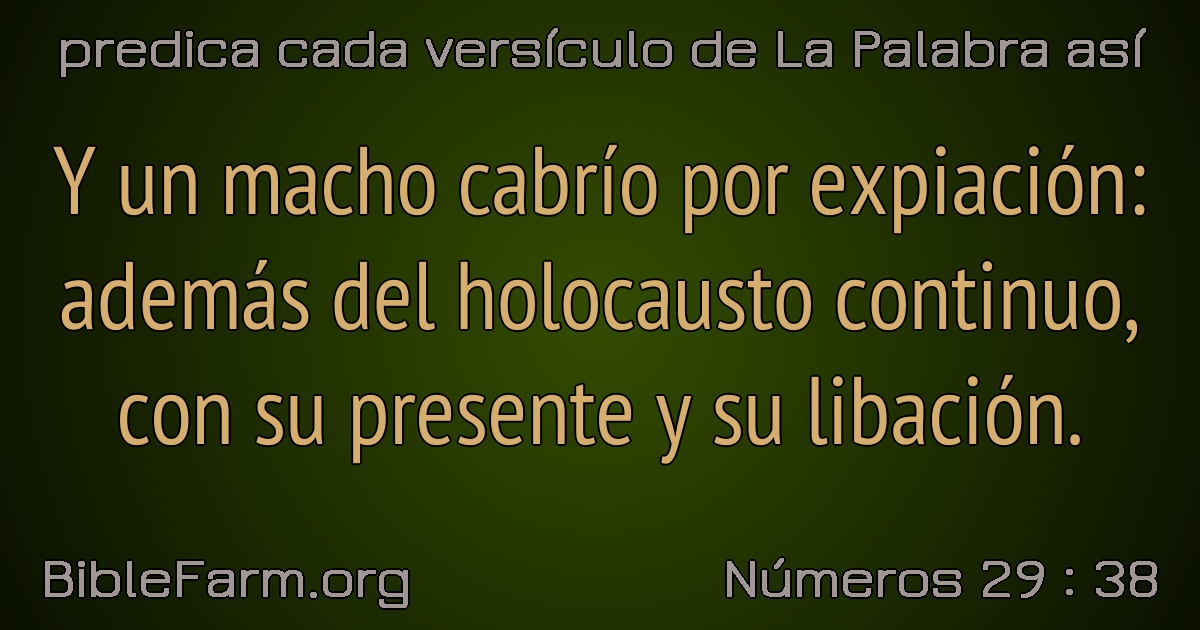 predica cada versículo de La Palabra así
Y un macho cabrío por expiación:
además del holocausto continuo,
con su presente y su libación.
BibleFarm.org
Números 29 : 38